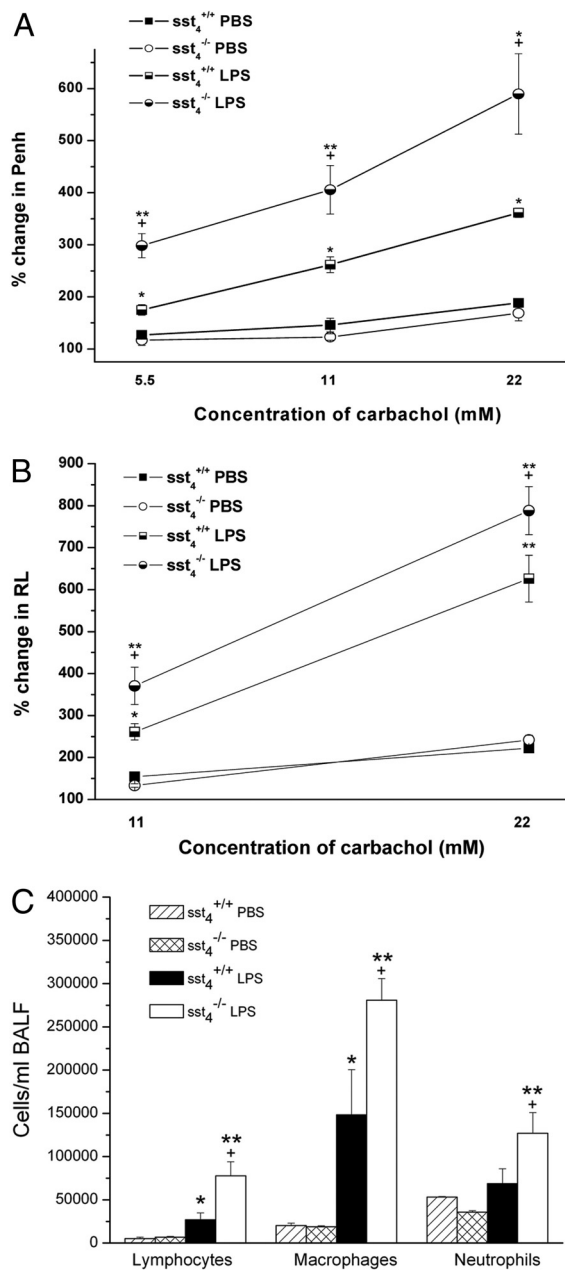 A
sst4+/+ PBS
sst4-/- PBS
sst4+/+ LPS
sst4-/- LPS
*
+
600
500
400
300
200
100
% change in Penh
**
+
**
+
*
*
*
5.5 11 22
Concentration of carbachol (mM)
B
900
800
700
600
500
400
300
200
100
% change in RL
sst4+/+ PBS
sst4-/- PBS
sst4+/+ LPS
sst4-/- LPS
**
+
**
**
+
*
11 22
Concentration of carbachol (mM)
C
400000
350000
300000
250000
200000
150000
100000
50000
0
Cells/ml BALF
sst4+/+ PBS
sst4-/- PBS
sst4+/+ LPS
sst4-/- LPS
*
**
+
*
**
+
**
+
Lymphocytes Macrophages Neutrophils